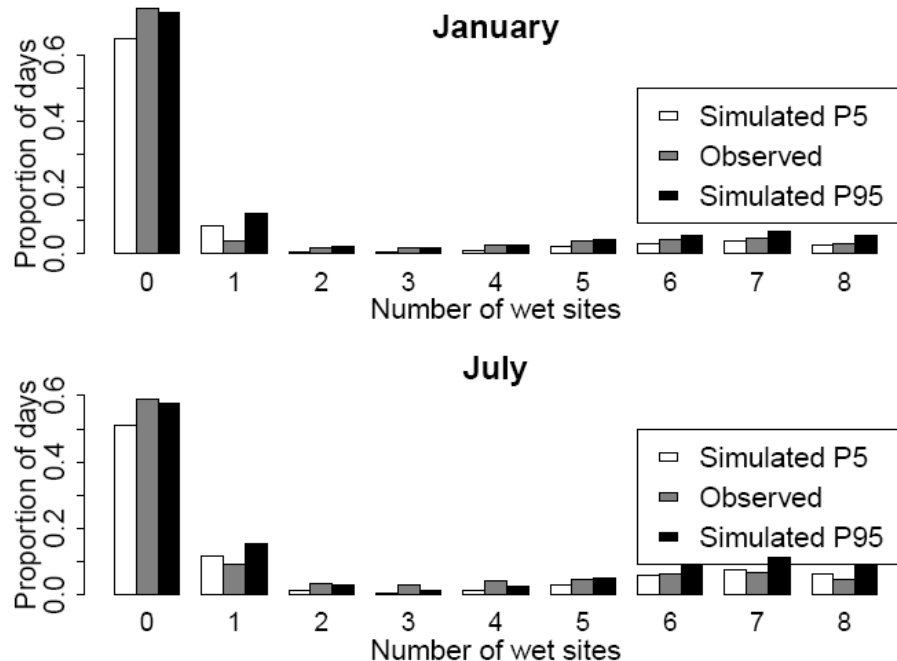 January
Proportion of days
0.0 0.2 0.4 0.6
Simulated P5
Observed
Simulated P95
0 1 2 3 4 5 6 7 8
Number of wet sites
July
Proportion of days
0.0 0.2 0.4 0.6
Simulated P5
Observed
Simulated P95
0 1 2 3 4 5 6 7 8
Number of wet sites